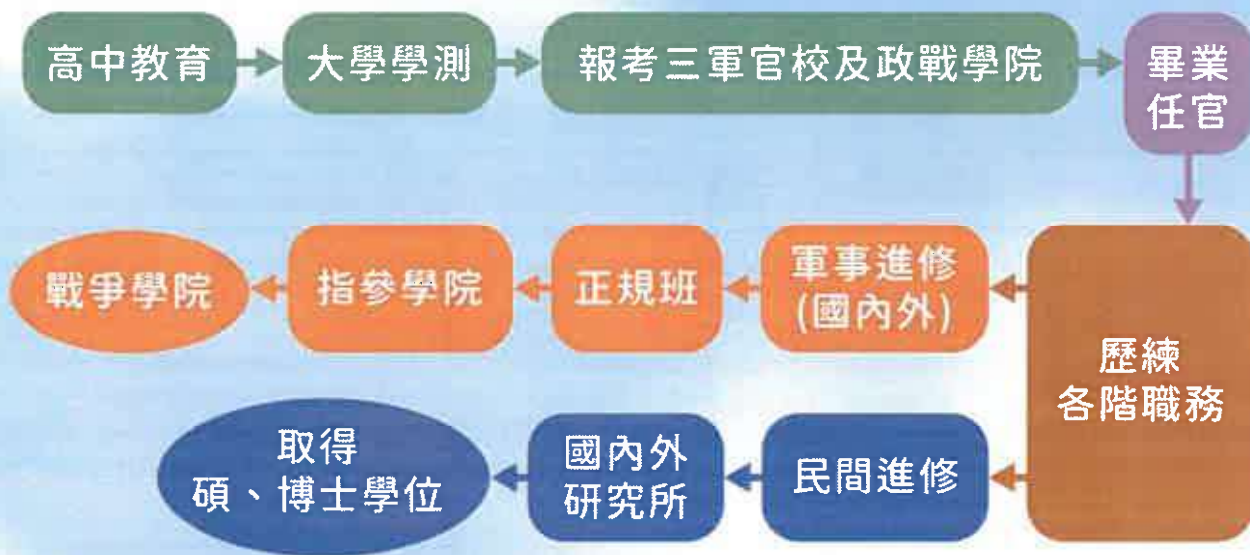 高中教育
大學學測
報考三軍官校及政戰學院
畢業
任官
歷練
各階職務
軍事進修
(國內外)
正規班
指參學院
戰爭學院
民間進修
國內外
研究所
取得
碩、博士學位